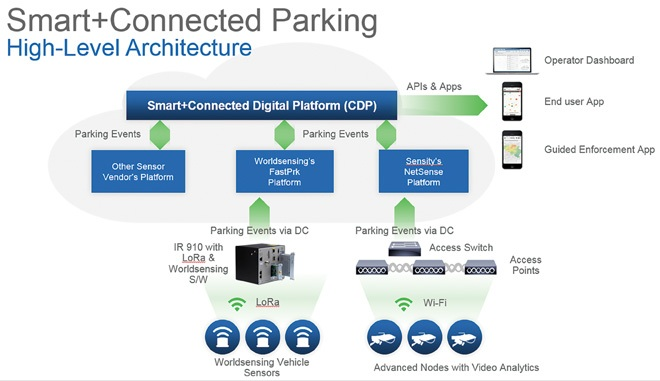 Smart+Connected Parking
High-Level Architecture
Operator Dashboard
APIs & Apps
Smart+Connected Digital Platform (CDP)
End user App
Parking Events
Parking Events
Guided Enforcement App
Other Sensor
Vendor's Platform
Worldsensing's
FastPrk
Platform
Sensity's
NetSense
Platform
Parking Events via DC
Parking Events via DC
IR 910 with
LoRa &
Worldsensing
S/W
Access Switch
Access
Points
LoRa
Wi-Fi
Worldsensing Vehicle
Sensors
Advanced Nodes with Video Analytics